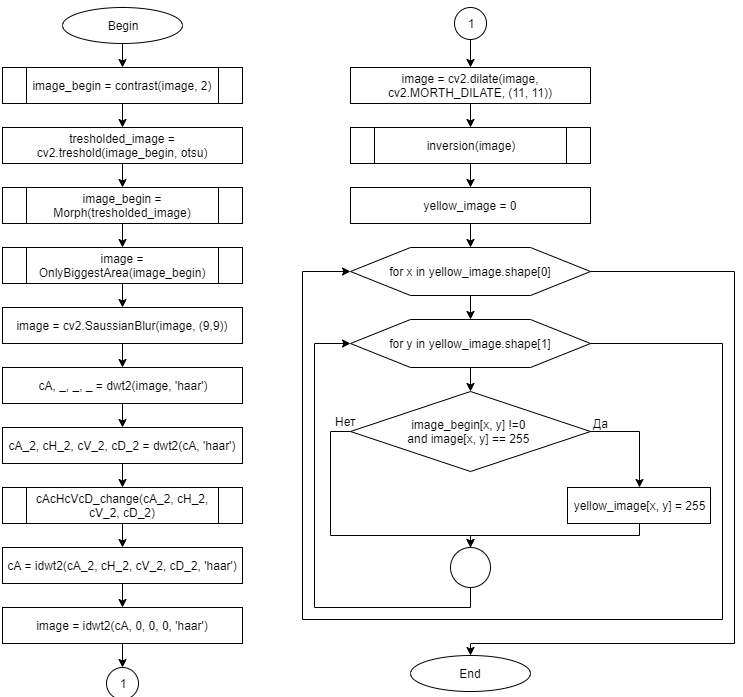 Begin
image_begin = contrast(image, 2)
tresholded_image =
cv2.treshold(image_begin, otsu)
image_begin =
Morph(tresholded_image)
image =
OnlyBiggestArea(image_begin)
image = cv2.SaussianBlur(image, (9,9))
cA, _, _, _ = dwt2(image, 'haar')
cA_2, cH_2, cV_2, cD_2 = dwt2(cA, 'haar')
cAcHcVcD_change(cA_2, cH_2,
cV_2, cD_2)
cA = idwt2(cA_2, cH_2, cV_2, cD_2, 'haar')
image = idwt2(cA, 0, 0, 0, 'haar')
1
1
image = cv2.dilate(image,
cv2.MORTH_DILATE, (11, 11))
inversion(image)
yellow_image = 0
for x in yellow_image.shape[0]
for y in yellow_image.shape[1]
Нет
image_begin[x, y] !=0
and image[x, y] == 255
Да
yellow_image[x, y] = 255
End